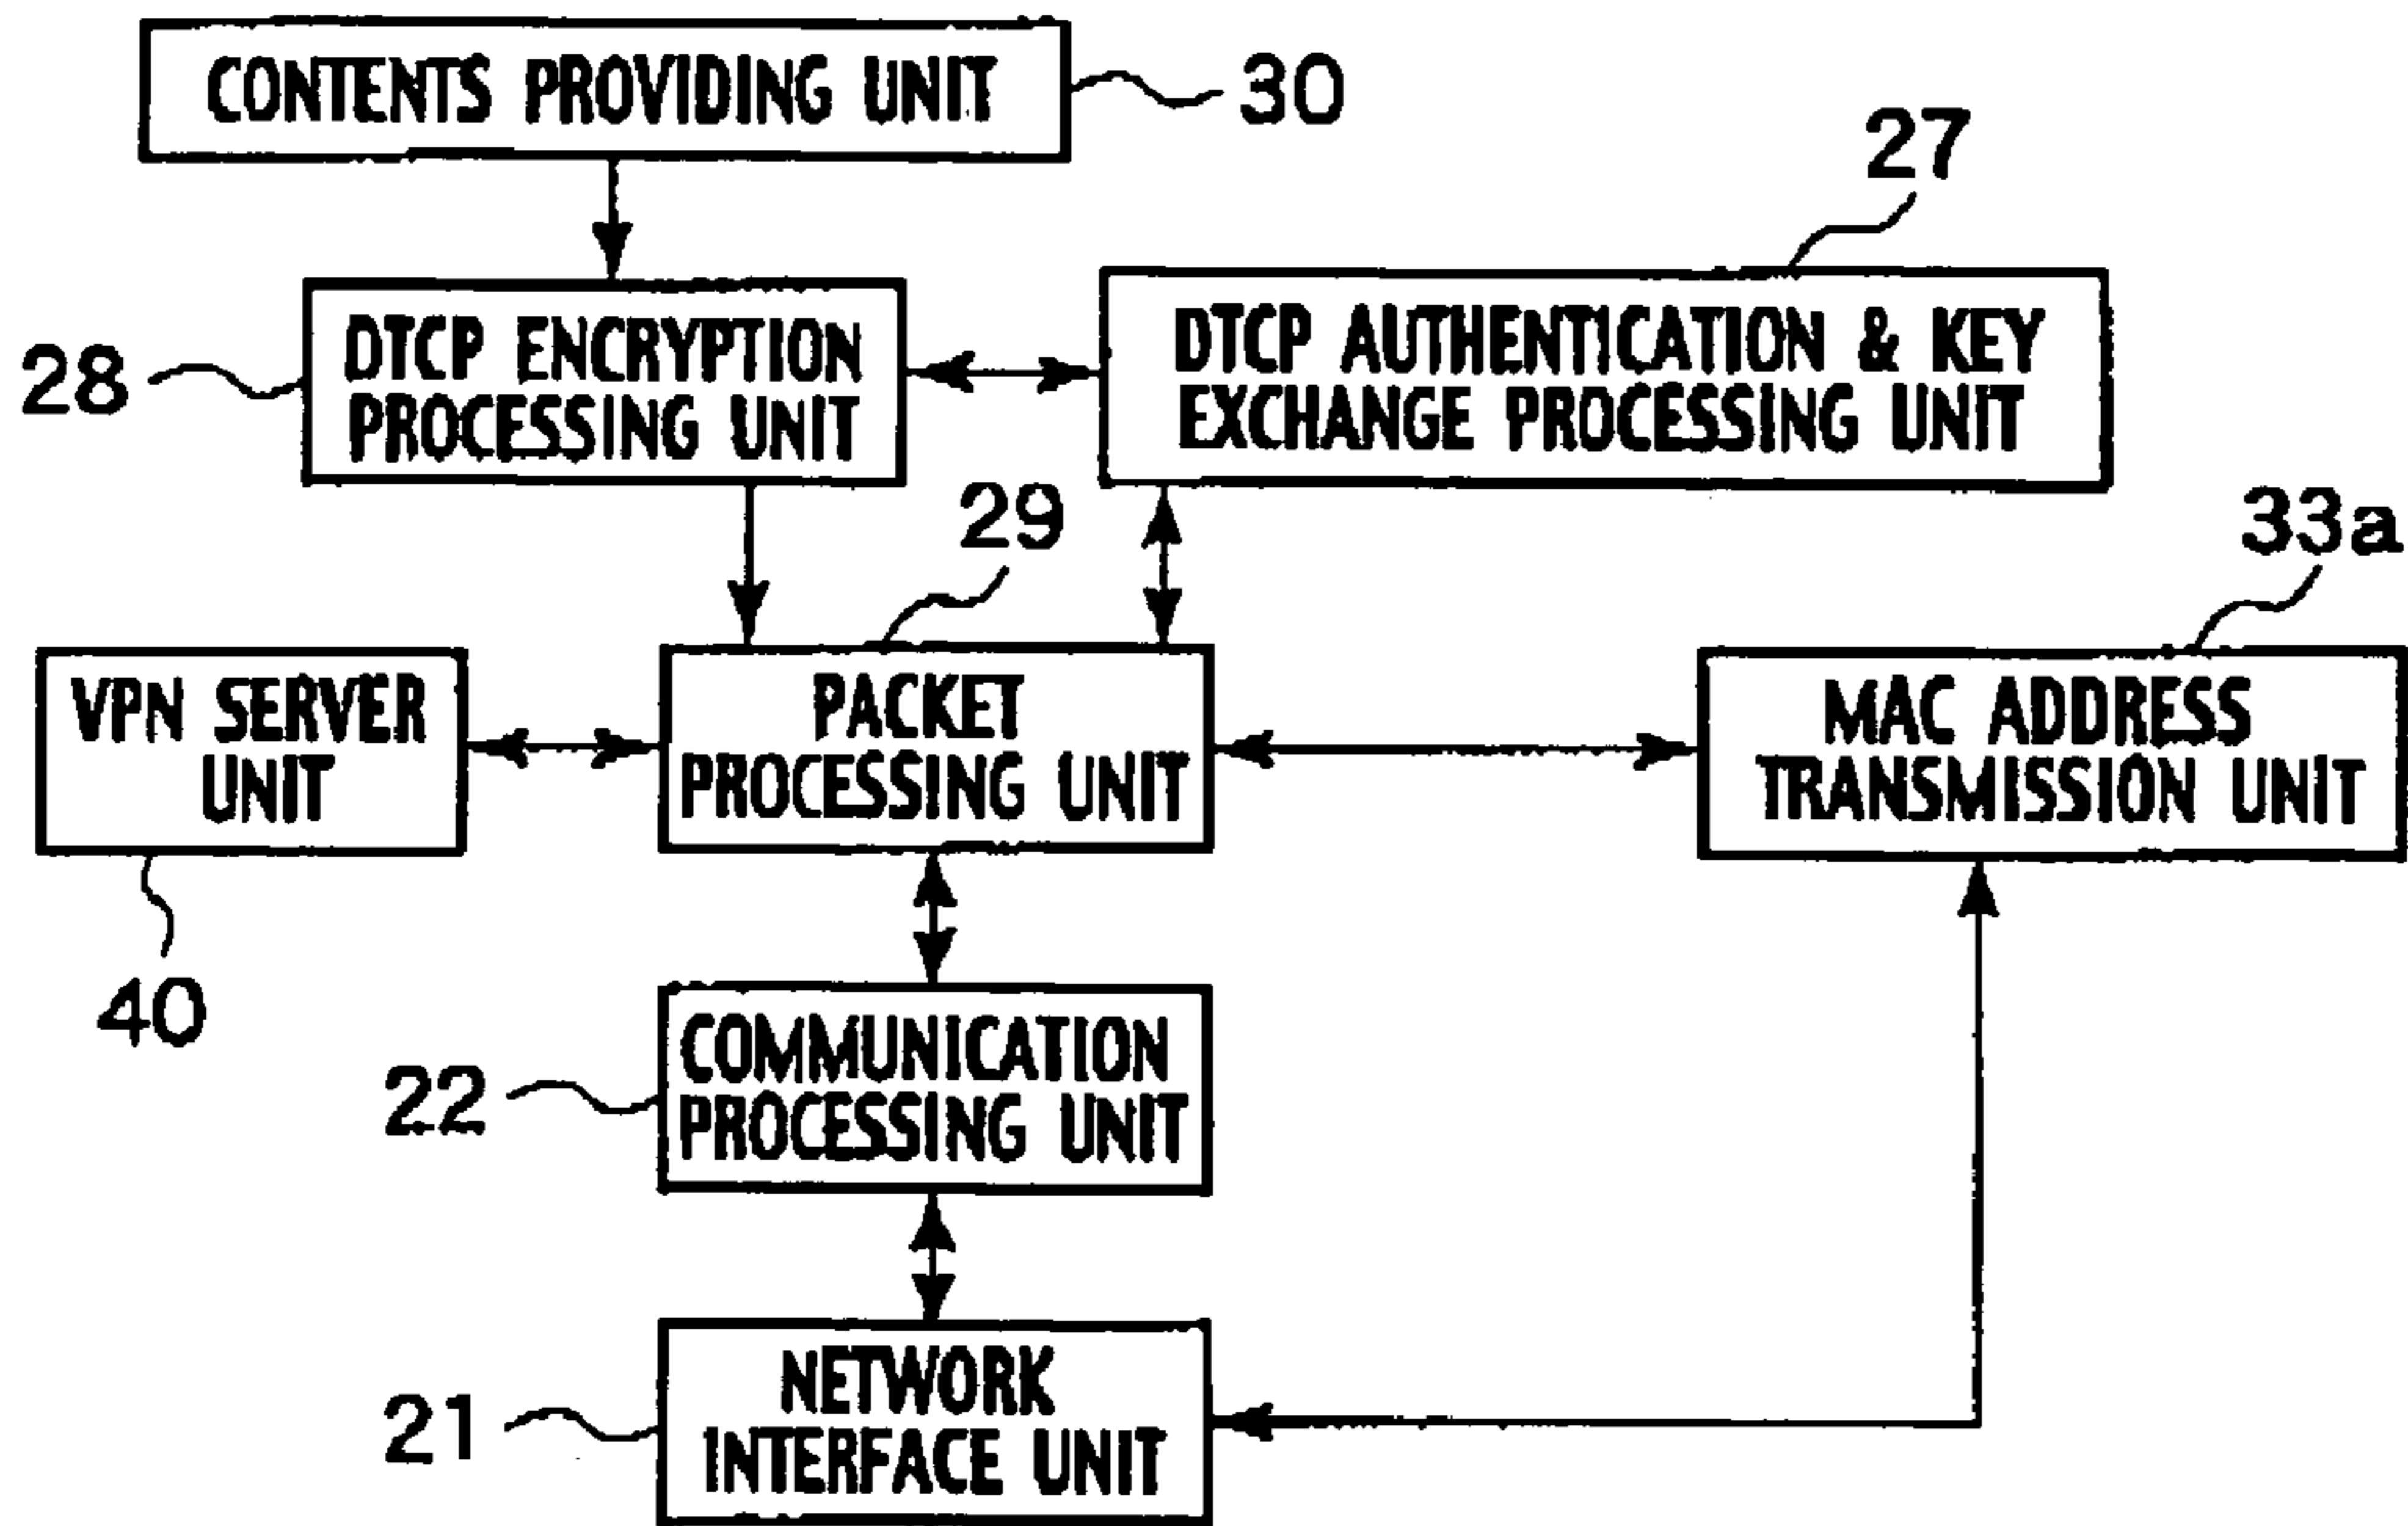 CONTENTS PROVIDING UNIT
30
27
28
DTCP ENCRYPTION
PROCESSING UNIT
DTCP AUTHENTICATION & KEY
EXCHANGE PROCESSING UNIT
29
33a
VPN SERVER
UNIT
PACKET
PROCESSING UNIT
MAC ADDRESS
TRANSMISSION UNIT
40
22
COMMUNICATION
PROCESSING UNIT
21
NETWORK
INTERFACE UNIT